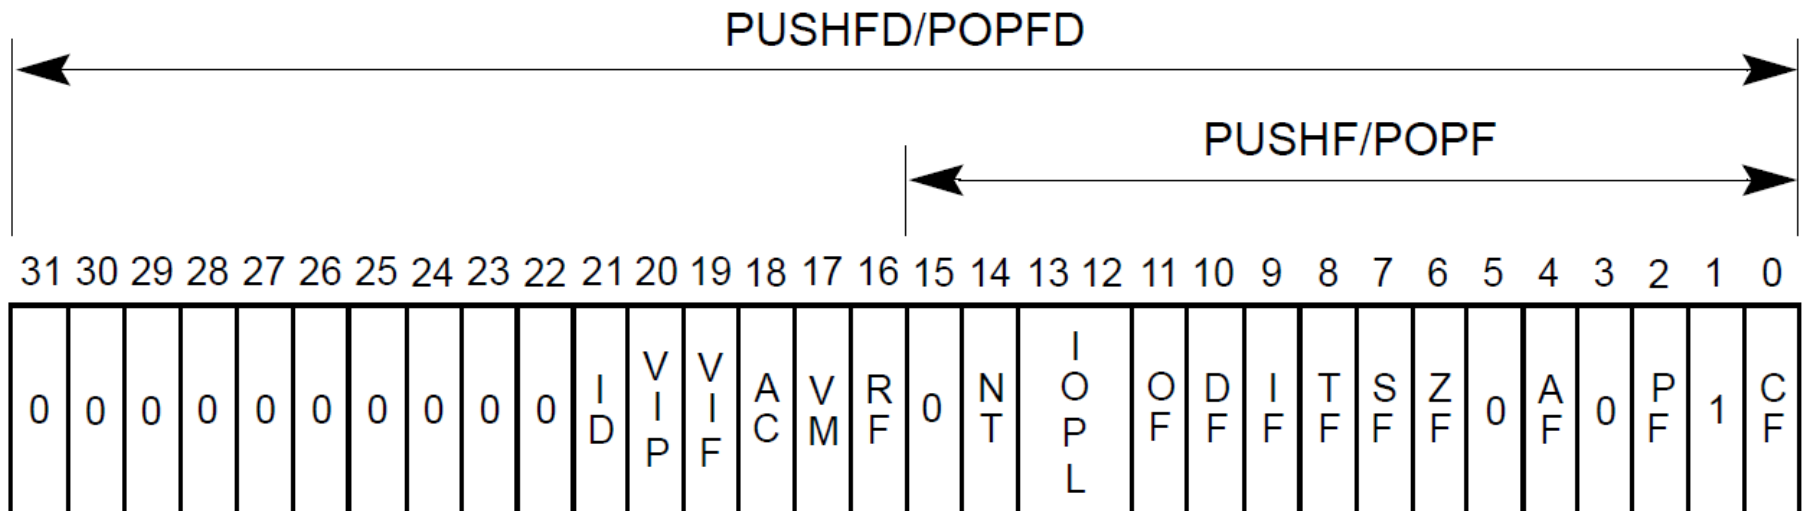 PUSHFD/POPFD
PUSHF/POPF
31 30 29 28 27 26 25 24 23 22 21 20 19 18 17 16 15 14 13 12 11 10 9 8 7 6 5 4 3 2 1 0
0 0 0 0 0 0 0 0 0 0 ID VIP VIF AC VM RF 0 NT IOPL OF DF IF TF SF ZF 0 AF 0 PF 1 CF